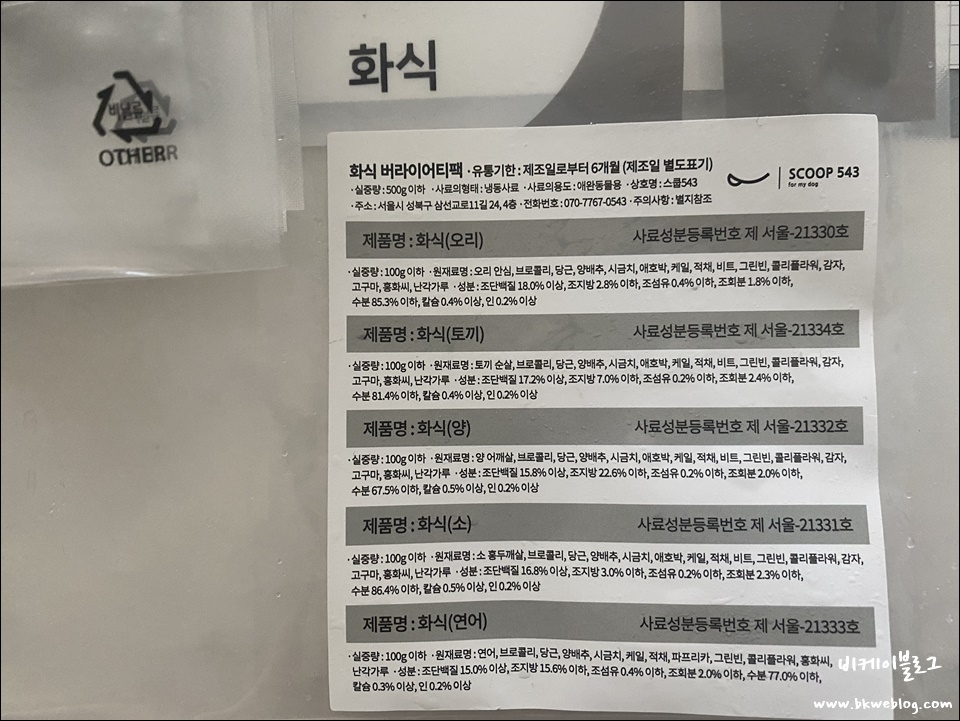 비닐류
OTHER
화식
화식 버라이어티팩 · 유통기한 : 제조일로부터 6개월 (제조일 별도표기)
· 실중량 : 500g 이하 · 사료의형태 : 냉동사료 · 사료의용도 : 애완동물용 · 상호명 : 스쿱543
· 주소 : 서울시 성북구 삼선교로11길 24, 4층 · 전화번호 : 070-7767-0543 · 주의사항 : 별지참조
SCOOP 543
for my dog
제품명 : 화식(오리) 사료성분등록번호 제 서울-21330호
· 실중량 : 100g 이하 · 원재료명 : 오리 안심, 브로콜리, 당근, 양배추, 시금치, 애호박, 케일, 적채, 비트, 그린빈, 콜리플라워, 감자,
고구마, 홍화씨, 난각가루 · 성분 : 조단백질 18.0% 이상, 조지방 2.8% 이하, 조섬유 0.4% 이하, 조회분 1.8% 이하,
수분 85.3% 이하, 칼슘 0.4% 이상, 인 0.2% 이상
제품명 : 화식(토끼) 사료성분등록번호 제 서울-21334호
· 실중량 : 100g 이하 · 원재료명 : 토끼 순살, 브로콜리, 당근, 양배추, 시금치, 애호박, 케일, 적채, 비트, 그린빈, 콜리플라워, 감자,
고구마, 홍화씨, 난각가루 · 성분 : 조단백질 17.2% 이상, 조지방 7.0% 이하, 조섬유 0.2% 이하, 조회분 2.4% 이하,
수분 81.4% 이하, 칼슘 0.4% 이상, 인 0.2% 이상
제품명 : 화식(양) 사료성분등록번호 제 서울-21332호
· 실중량 : 100g 이하 · 원재료명 : 양 어깨살, 브로콜리, 당근, 양배추, 시금치, 애호박, 케일, 적채, 비트, 그린빈, 콜리플라워, 감자,
고구마, 홍화씨, 난각가루 · 성분 : 조단백질 15.8% 이상, 조지방 22.6% 이하, 조섬유 0.2% 이하, 조회분 2.0% 이하,
수분 67.5% 이하, 칼슘 0.5% 이상, 인 0.2% 이상
제품명 : 화식(소) 사료성분등록번호 제 서울-21331호
· 실중량 : 100g 이하 · 원재료명 : 소 홍두깨살, 브로콜리, 당근, 양배추, 시금치, 애호박, 케일, 적채, 비트, 그린빈, 콜리플라워, 감자,
고구마, 홍화씨, 난각가루 · 성분 : 조단백질 16.8% 이상, 조지방 3.0% 이하, 조섬유 0.2% 이하, 조회분 2.3% 이하,
수분 86.4% 이하, 칼슘 0.5% 이상, 인 0.2% 이상
제품명 : 화식(연어) 사료성분등록번호 제 서울-21333호
· 실중량 : 100g 이하 · 원재료명 : 연어, 브로콜리, 당근, 양배추, 시금치, 케일, 적채, 파프리카, 그린빈, 콜리플라워, 홍화씨,
난각가루 · 성분 : 조단백질 15.0% 이상, 조지방 15.6% 이하, 조섬유 0.4% 이하, 조회분 2.0% 이하, 수분 77.0% 이하,
칼슘 0.3% 이상, 인 0.2% 이상
비케이블로그
www.bkweblog.com